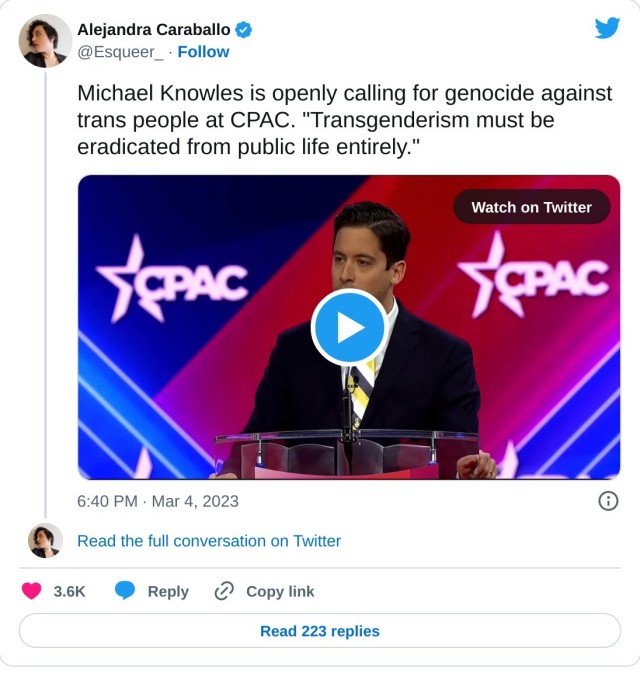 Alejandra Caraballo
@Esqueer_ · Follow
Michael Knowles is openly calling for genocide against
trans people at CPAC. "Transgenderism must be
eradicated from public life entirely."
Watch on Twitter
CPAC
CPAC
6:40 PM · Mar 4, 2023
Read the full conversation on Twitter
3.6K Reply Copy link
Read 223 replies